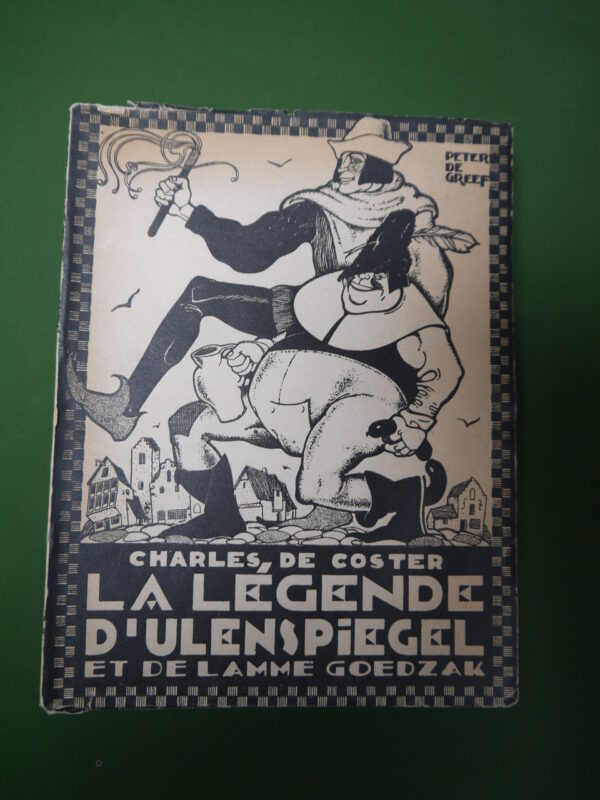 PETER
DE
GREEF
CHARLES DE COSTER
LA LÉGENDE
D'ULENSPiEGEL
ET DE LAMME GOEDZAK